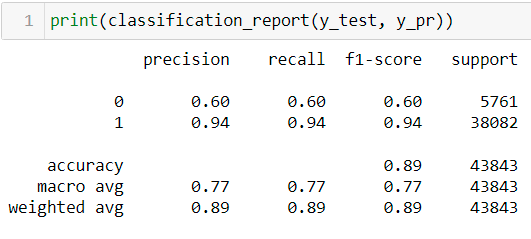 1 print(classification_report(y_test, y_pr))
precision recall f1-score support
0 0.60 0.60 0.60 5761
1 0.94 0.94 0.94 38082
accuracy 0.89 43843
macro avg 0.77 0.77 0.77 43843
weighted avg 0.89 0.89 0.89 43843